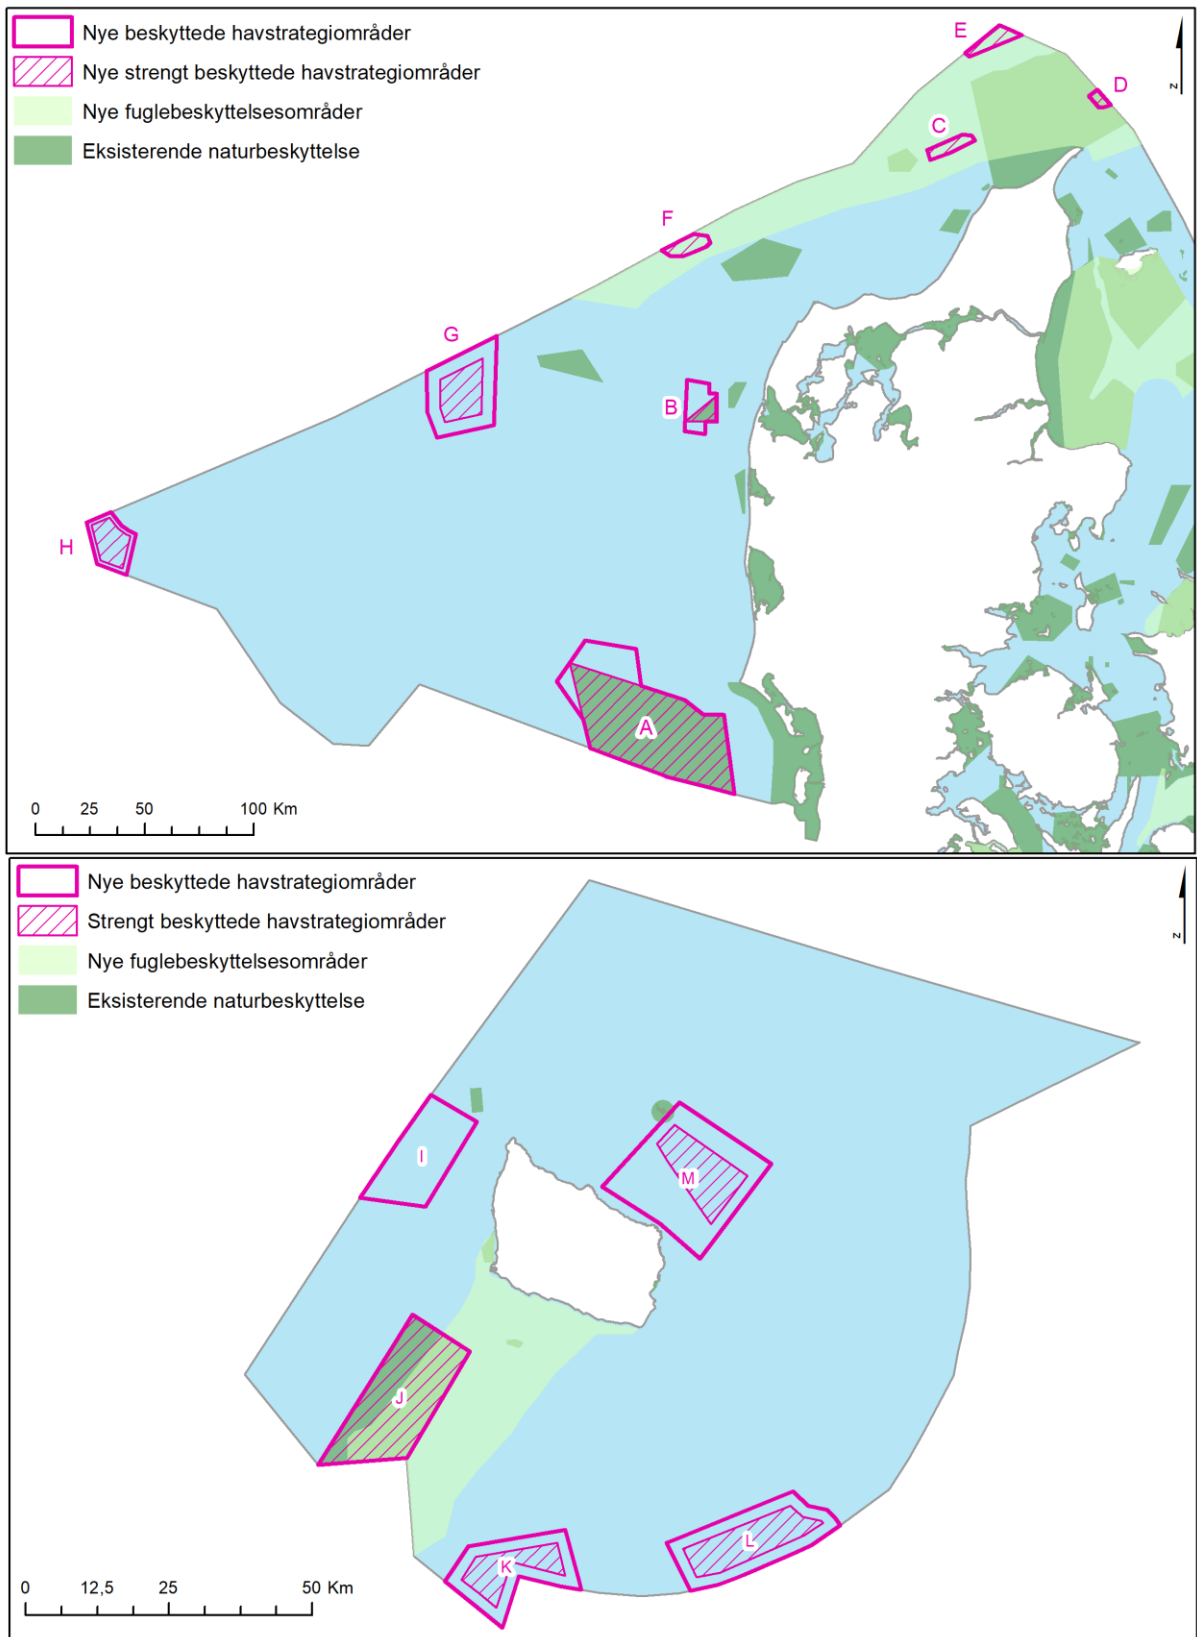 Nye beskyttede havstrategiområder
Nye strengt beskyttede havstrategiområder
Nye fuglebeskyttelsesområder
Eksisterende naturbeskyttelse
E
D
C
F
G
B
H
A
0 25 50 100 Km
N
Nye beskyttede havstrategiområder
Strengt beskyttede havstrategiområder
Nye fuglebeskyttelsesområder
Eksisterende naturbeskyttelse
N
I
M
J
L
K
0 12,5 25 50 Km